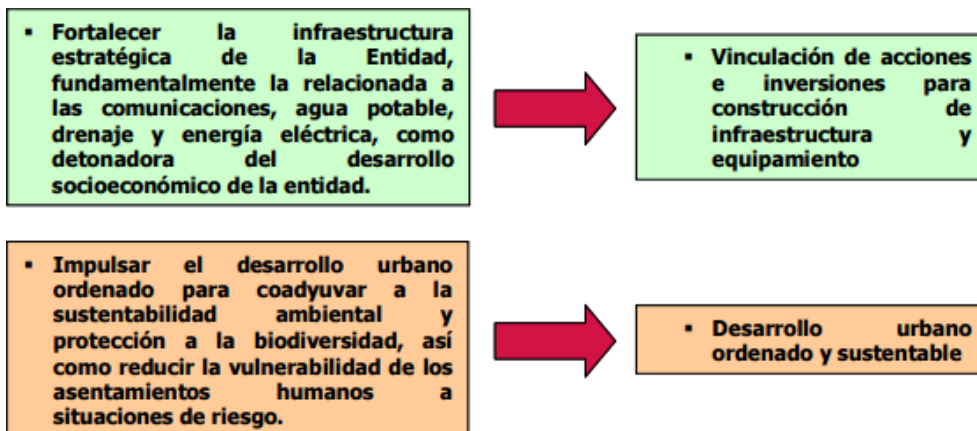 ▪ Fortalecer la infraestructura
estratégica de la Entidad,
fundamentalmente la relacionada a
las comunicaciones, agua potable,
drenaje y energía eléctrica, como
detonadora del desarrollo
socioeconómico de la entidad.
▪ Vinculación de acciones
e inversiones para
construcción de
infraestructura y
equipamiento
▪ Impulsar el desarrollo urbano
ordenado para coadyuvar a la
sustentabilidad ambiental y
protección a la biodiversidad, así
como reducir la vulnerabilidad de los
asentamientos humanos a
situaciones de riesgo.
▪ Desarrollo urbano
ordenado y sustentable